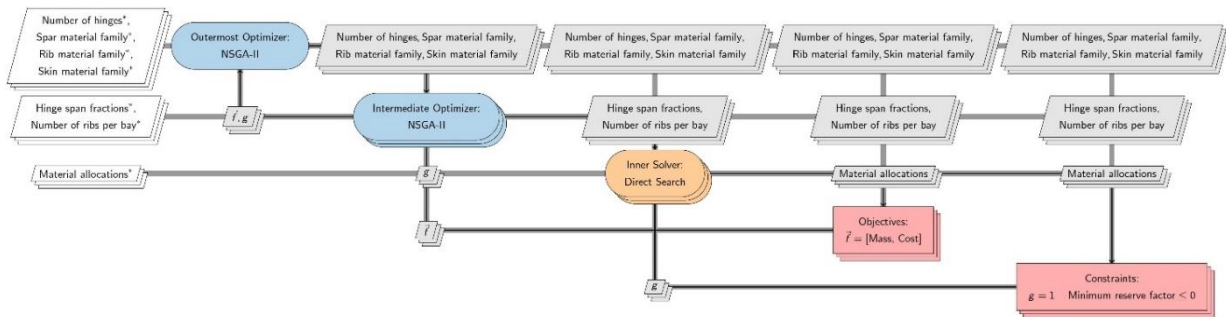 Number of hinges*,
Spar material family*,
Rib material family*,
Skin material family*
Outermost Optimizer:
NSGA-II
Number of hinges, Spar material family,
Rib material family, Skin material family
Number of hinges, Spar material family,
Rib material family, Skin material family
Number of hinges, Spar material family,
Rib material family, Skin material family
Number of hinges, Spar material family,
Rib material family, Skin material family
Hinge span fractions*,
Number of ribs per bay*
f, g
Intermediate Optimizer:
NSGA-II
Hinge span fractions,
Number of ribs per bay
Hinge span fractions,
Number of ribs per bay
Hinge span fractions,
Number of ribs per bay
Material allocations*
g
Inner Solver:
Direct Search
Material allocations
Material allocations
f⃗
Objectives:
f⃗ = [Mass, Cost]
g
Constraints:
g = 1 Minimum reserve factor < 0